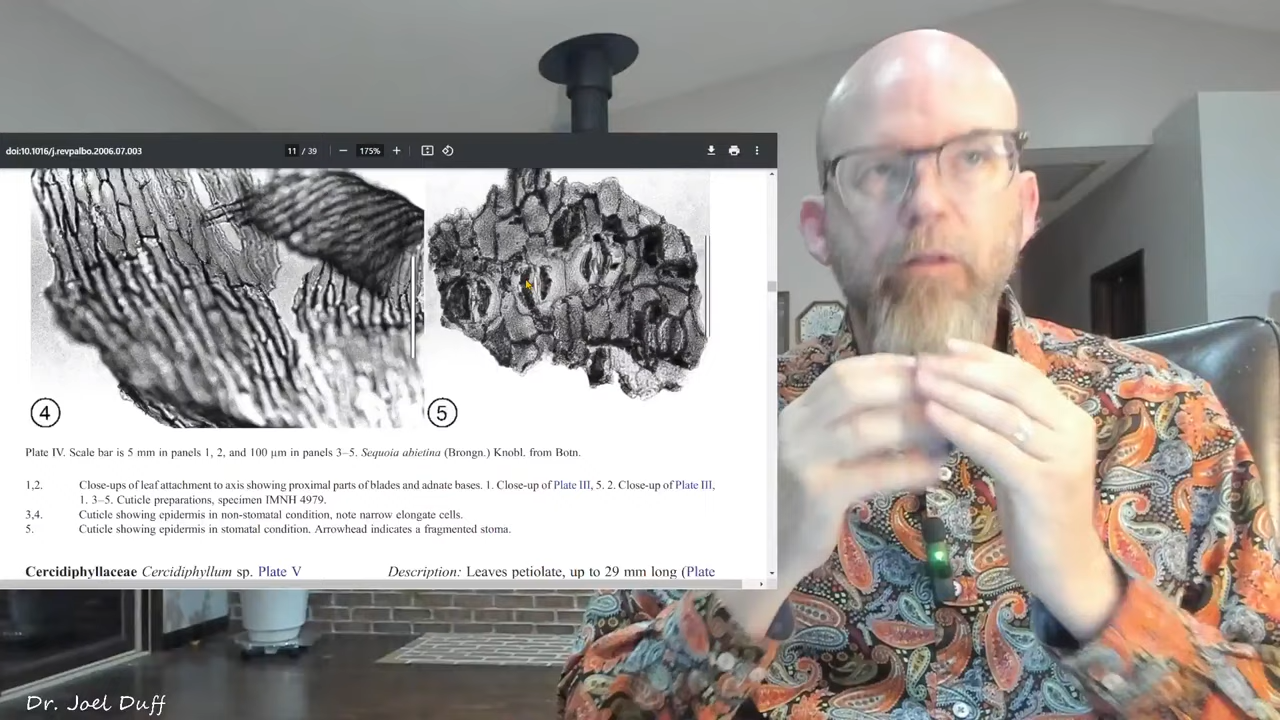 doi:10.1016/j.revpalbo.2006.07.003
11 / 39
175%
4
5
Plate IV. Scale bar is 5 mm in panels 1, 2, and 100 μm in panels 3–5. Sequoia abietina (Brongn.) Knobl. from Botn.
1,2. Close-ups of leaf attachment to axis showing proximal parts of blades and adnate bases. 1. Close-up of Plate III, 5. 2. Close-up of Plate III,
1. 3–5. Cuticle preparations, specimen IMNH 4979.
3,4. Cuticle showing epidermis in non-stomatal condition, note narrow elongate cells.
5. Cuticle showing epidermis in stomatal condition. Arrowhead indicates a fragmented stoma.
Cercidiphyllaceae Cercidiphyllum sp. Plate V
Description: Leaves petiolate, up to 29 mm long (Plate
Dr. Joel Duff